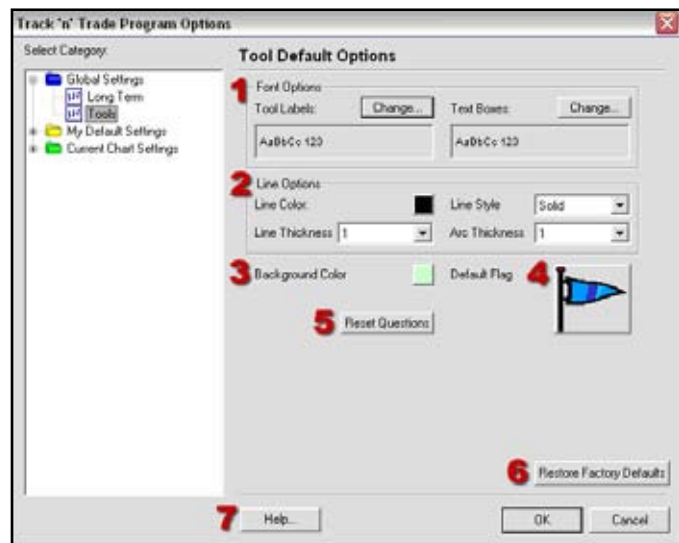 Track 'n' Trade Program Options
Select Category:
Global Settings
Long Term
Tools
My Default Settings
Current Chart Settings
Tool Default Options
1 Font Options
Tool Labels: Change... Text Boxes: Change...
AaBbCc 123 AaBbCc 123
2 Line Options
Line Color: Line Style Solid
Line Thickness 1 Arc Thickness 1
3 Background Color Default Flag 4
5 Reset Questions
6 Restore Factory Defaults
7 Help... OK Cancel